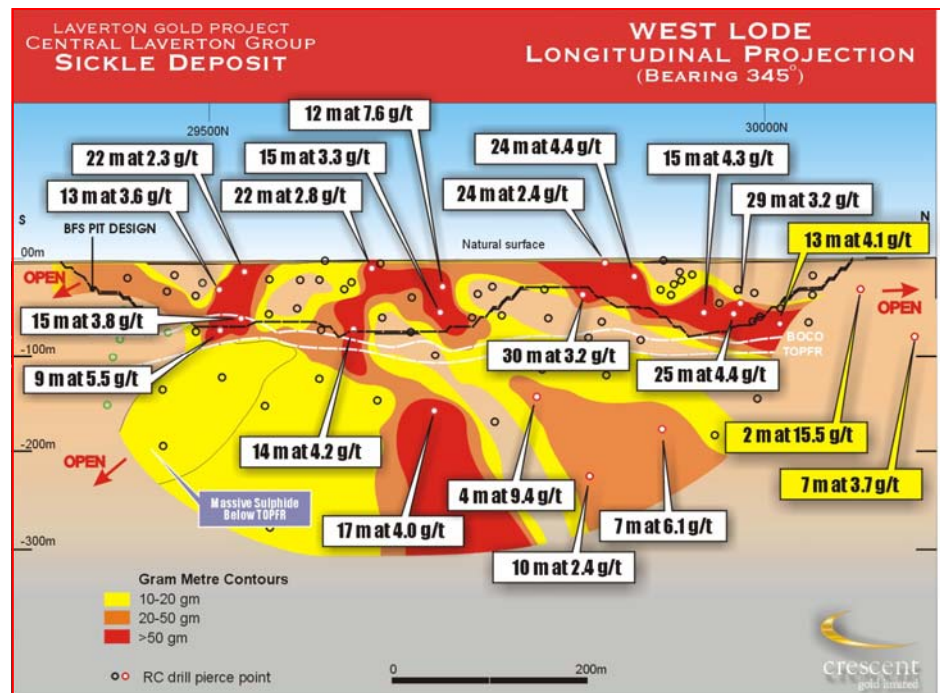 LAVERTON GOLD PROJECT
CENTRAL LAVERTON GROUP
SICKLE DEPOSIT
WEST LODE
LONGITUDINAL PROJECTION
(BEARING 345°)
29500N
30000N
12 m at 7.6 g/t
22 m at 2.3 g/t
15 m at 3.3 g/t
24 m at 4.4 g/t
15 m at 4.3 g/t
13 m at 3.6 g/t
22 m at 2.8 g/t
24 m at 2.4 g/t
29 m at 3.2 g/t
S
N
BFS PIT DESIGN
Natural surface
13 m at 4.1 g/t
00m
OPEN
OPEN
15 m at 3.8 g/t
BOCO
TOPFR
-100m
30 m at 3.2 g/t
9 m at 5.5 g/t
25 m at 4.4 g/t
2 m at 15.5 g/t
14 m at 4.2 g/t
-200m
OPEN
4 m at 9.4 g/t
7 m at 3.7 g/t
Massive Sulphide
Below TOPFR
17 m at 4.0 g/t
7 m at 6.1 g/t
-300m
10 m at 2.4 g/t
Gram Metre Contours
10-20 gm
20-50 gm
>50 gm
RC drill pierce point
0
200m
crescent
gold limited